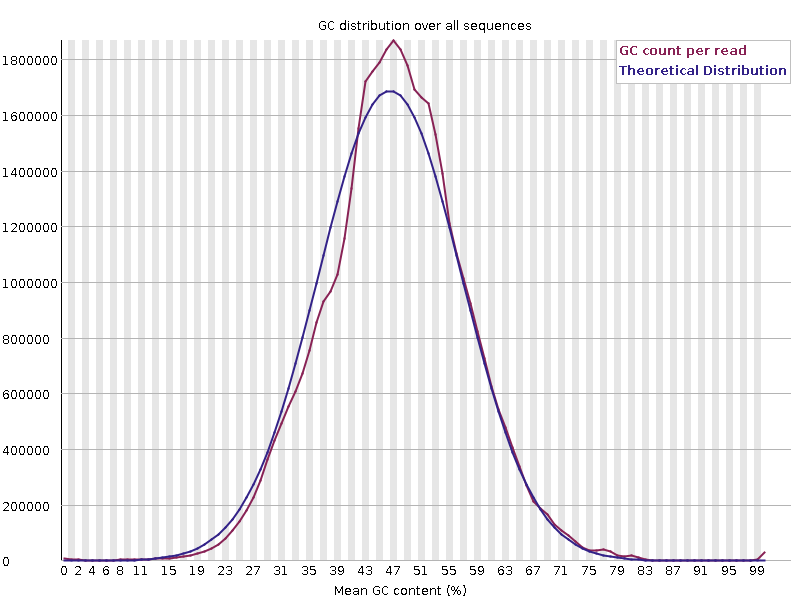 GC distribution over all sequences
GC count per read
Theoretical Distribution
1800000
1600000
1400000
1200000
1000000
800000
600000
400000
200000
0
0 2 4 6 8 11 15 19 23 27 31 35 39 43 47 51 55 59 63 67 71 75 79 83 87 91 95 99
Mean GC content (%)